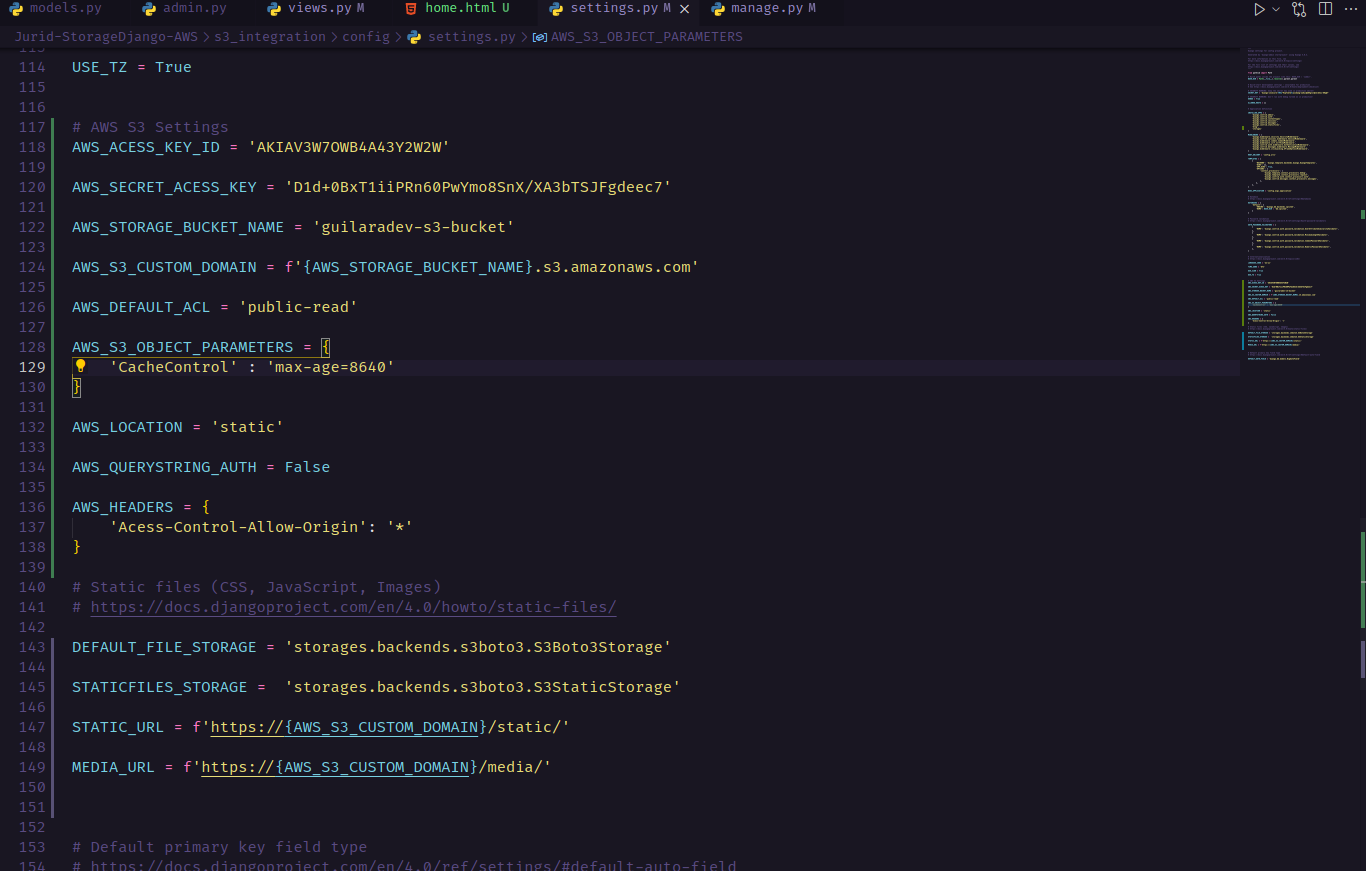 models.py admin.py views.py M home.html U settings.py M manage.py M
Jurid-StorageDjango-AWS > s3_integration > config > settings.py > AWS_S3_OBJECT_PARAMETERS
113
114 USE_TZ = True
115
116
117 # AWS S3 Settings
118 AWS_ACESS_KEY_ID = 'AKIAV3W7OWB4A43Y2W2W'
119
120 AWS_SECRET_ACESS_KEY = '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'
121
122 AWS_STORAGE_BUCKET_NAME = 'guilaradev-s3-bucket'
123
124 AWS_S3_CUSTOM_DOMAIN = f'{AWS_STORAGE_BUCKET_NAME}.s3.amazonaws.com'
125
126 AWS_DEFAULT_ACL = 'public-read'
127
128 AWS_S3_OBJECT_PARAMETERS = {
129 'CacheControl' : 'max-age=8640'
130 }
131
132 AWS_LOCATION = 'static'
133
134 AWS_QUERYSTRING_AUTH = False
135
136 AWS_HEADERS = {
137 'Acess-Control-Allow-Origin': '*'
138 }
139
140 # Static files (CSS, JavaScript, Images)
141 # https://docs.djangoproject.com/en/4.0/howto/static-files/
142
143 DEFAULT_FILE_STORAGE = 'storages.backends.s3boto3.S3Boto3Storage'
144
145 STATICFILES_STORAGE = 'storages.backends.s3boto3.S3StaticStorage'
146
147 STATIC_URL = f'https://{AWS_S3_CUSTOM_DOMAIN}/static/'
148
149 MEDIA_URL = f'https://{AWS_S3_CUSTOM_DOMAIN}/media/'
150
151
152
153 # Default primary key field type
154 # https://docs.djangoproject.com/en/4.0/ref/settings/#default-auto-field